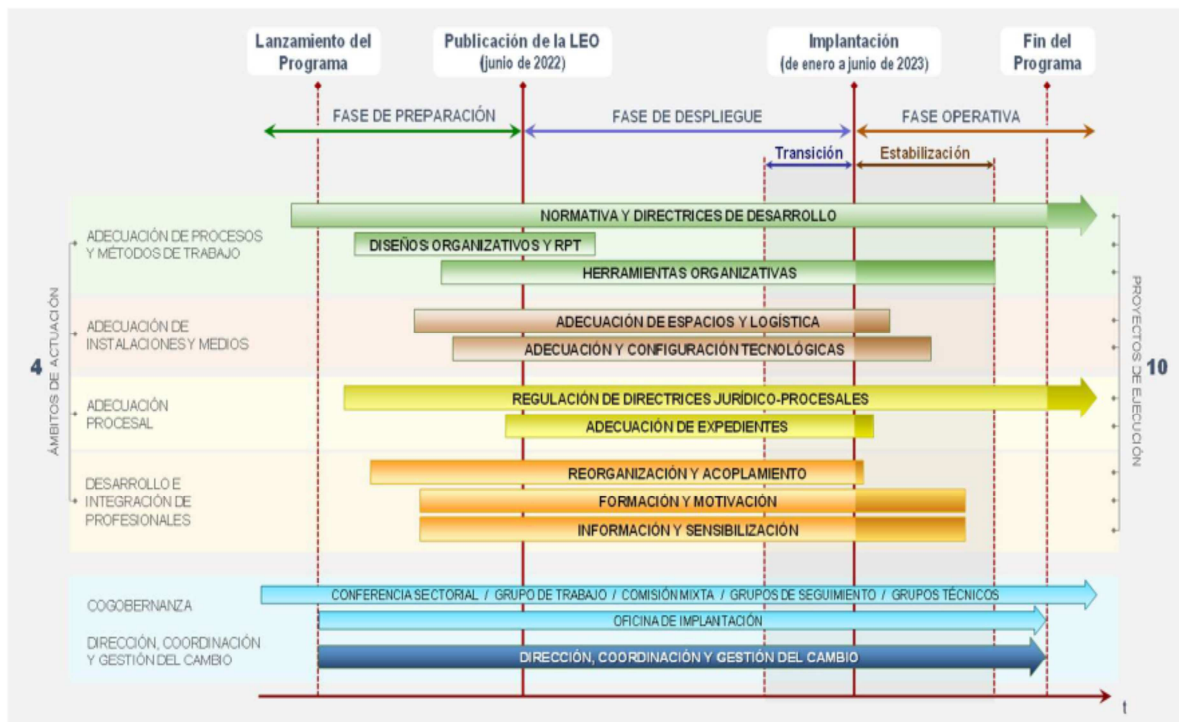 Lanzamiento del
Programa
Publicación de la LEO
(junio de 2022)
Implantación
(de enero a junio de 2023)
Fin del
Programa
FASE DE PREPARACIÓN
FASE DE DESPLIEGUE
FASE OPERATIVA
Transición
Estabilización
ADECUACIÓN DE PROCESOS
Y MÉTODOS DE TRABAJO
NORMATIVA Y DIRECTRICES DE DESARROLLO
DISEÑOS ORGANIZATIVOS Y RPT
HERRAMIENTAS ORGANIZATIVAS
ADECUACIÓN DE
INSTALACIONES Y MEDIOS
ADECUACIÓN DE ESPACIOS Y LOGÍSTICA
ADECUACIÓN Y CONFIGURACIÓN TECNOLÓGICAS
4
ÁMBITOS DE ACTUACIÓN
10
PROYECTOS DE EJECUCIÓN
ADECUACIÓN
PROCESAL
REGULACIÓN DE DIRECTRICES JURÍDICO-PROCESALES
ADECUACIÓN DE EXPEDIENTES
DESARROLLO E
INTEGRACIÓN DE
PROFESIONALES
REORGANIZACIÓN Y ACOPLAMIENTO
FORMACIÓN Y MOTIVACIÓN
INFORMACIÓN Y SENSIBILIZACIÓN
COGOBERNANZA
CONFERENCIA SECTORIAL / GRUPO DE TRABAJO / COMISIÓN MIXTA / GRUPOS DE SEGUIMIENTO / GRUPOS TÉCNICOS
OFICINA DE IMPLANTACIÓN
DIRECCIÓN, COORDINACIÓN
Y GESTIÓN DEL CAMBIO
DIRECCIÓN, COORDINACIÓN Y GESTIÓN DEL CAMBIO
t